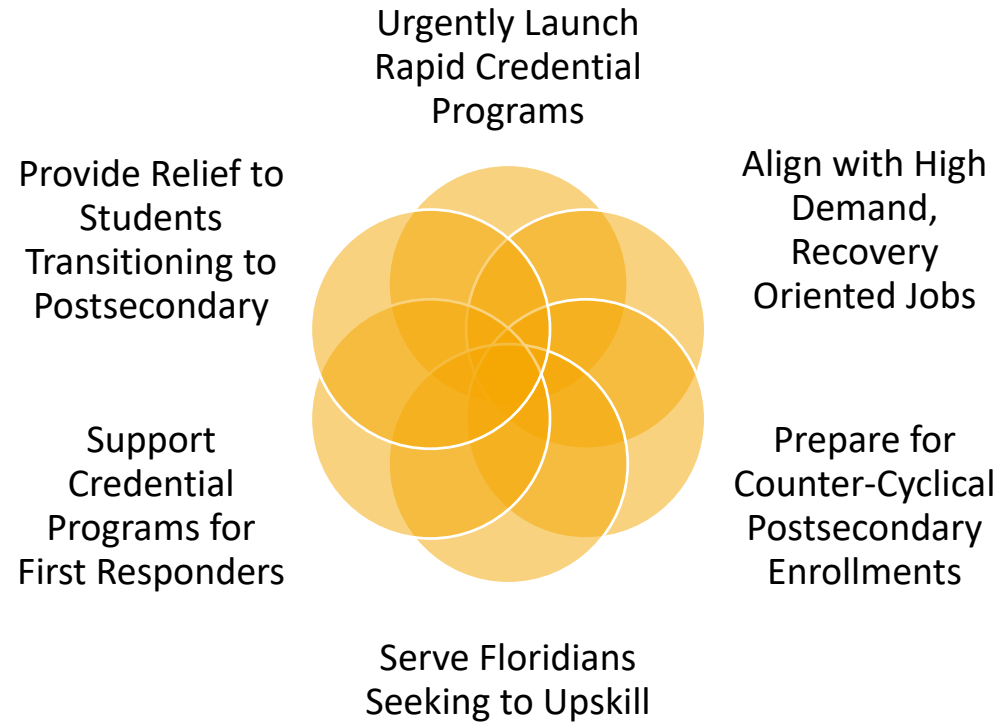 Urgently Launch
Rapid Credential
Programs
Align with High
Demand,
Recovery
Oriented Jobs
Prepare for
Counter-Cyclical
Postsecondary
Enrollments
Serve Floridians
Seeking to Upskill
Support
Credential
Programs for
First Responders
Provide Relief to
Students
Transitioning to
Postsecondary